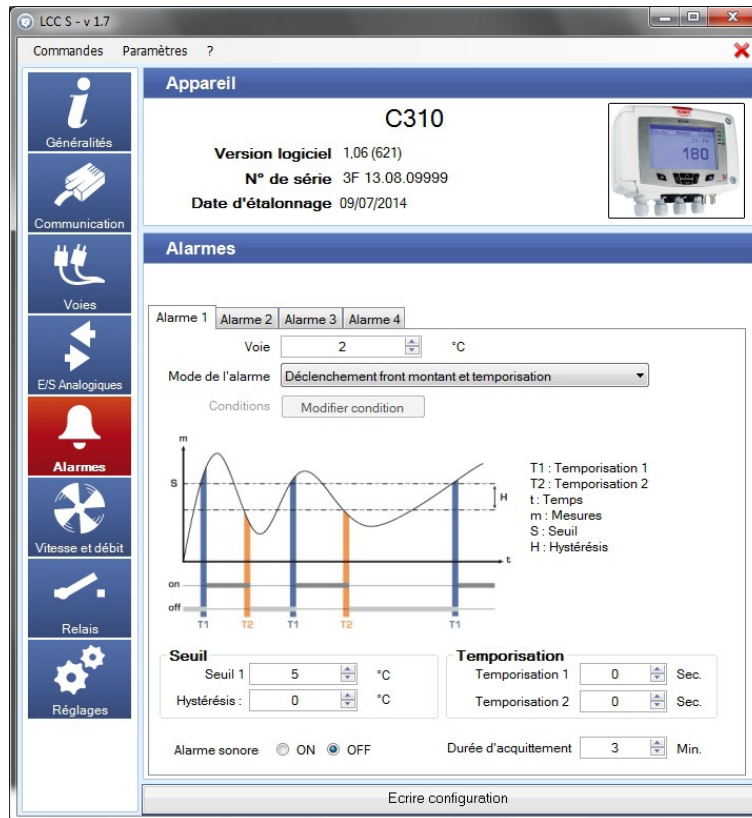 LCC S - v 1.7
Commandes Paramètres ?
Généralités
Communication
Voies
E/S Analogiques
Alarmes
Vitesse et débit
Relais
Réglages
Appareil
C310
180
Version logiciel 1,06 (621)
N° de série 3F 13.08.09999
Date d'étalonnage 09/07/2014
Alarmes
Alarme 1 Alarme 2 Alarme 3 Alarme 4
Voie 2 °C
Mode de l'alarme Déclenchement front montant et temporisation
Conditions Modifier condition
m
S
H
t
on
off
T1 T2 T1 T2 T1
T1 : Temporisation 1
T2 : Temporisation 2
t : Temps
m : Mesures
S : Seuil
H : Hystérésis
Seuil
Seuil 1 5 °C
Hystérésis : 0 °C
Temporisation
Temporisation 1 0 Sec.
Temporisation 2 0 Sec.
Alarme sonore ON OFF
Durée d'acquittement 3 Min.
Ecrire configuration